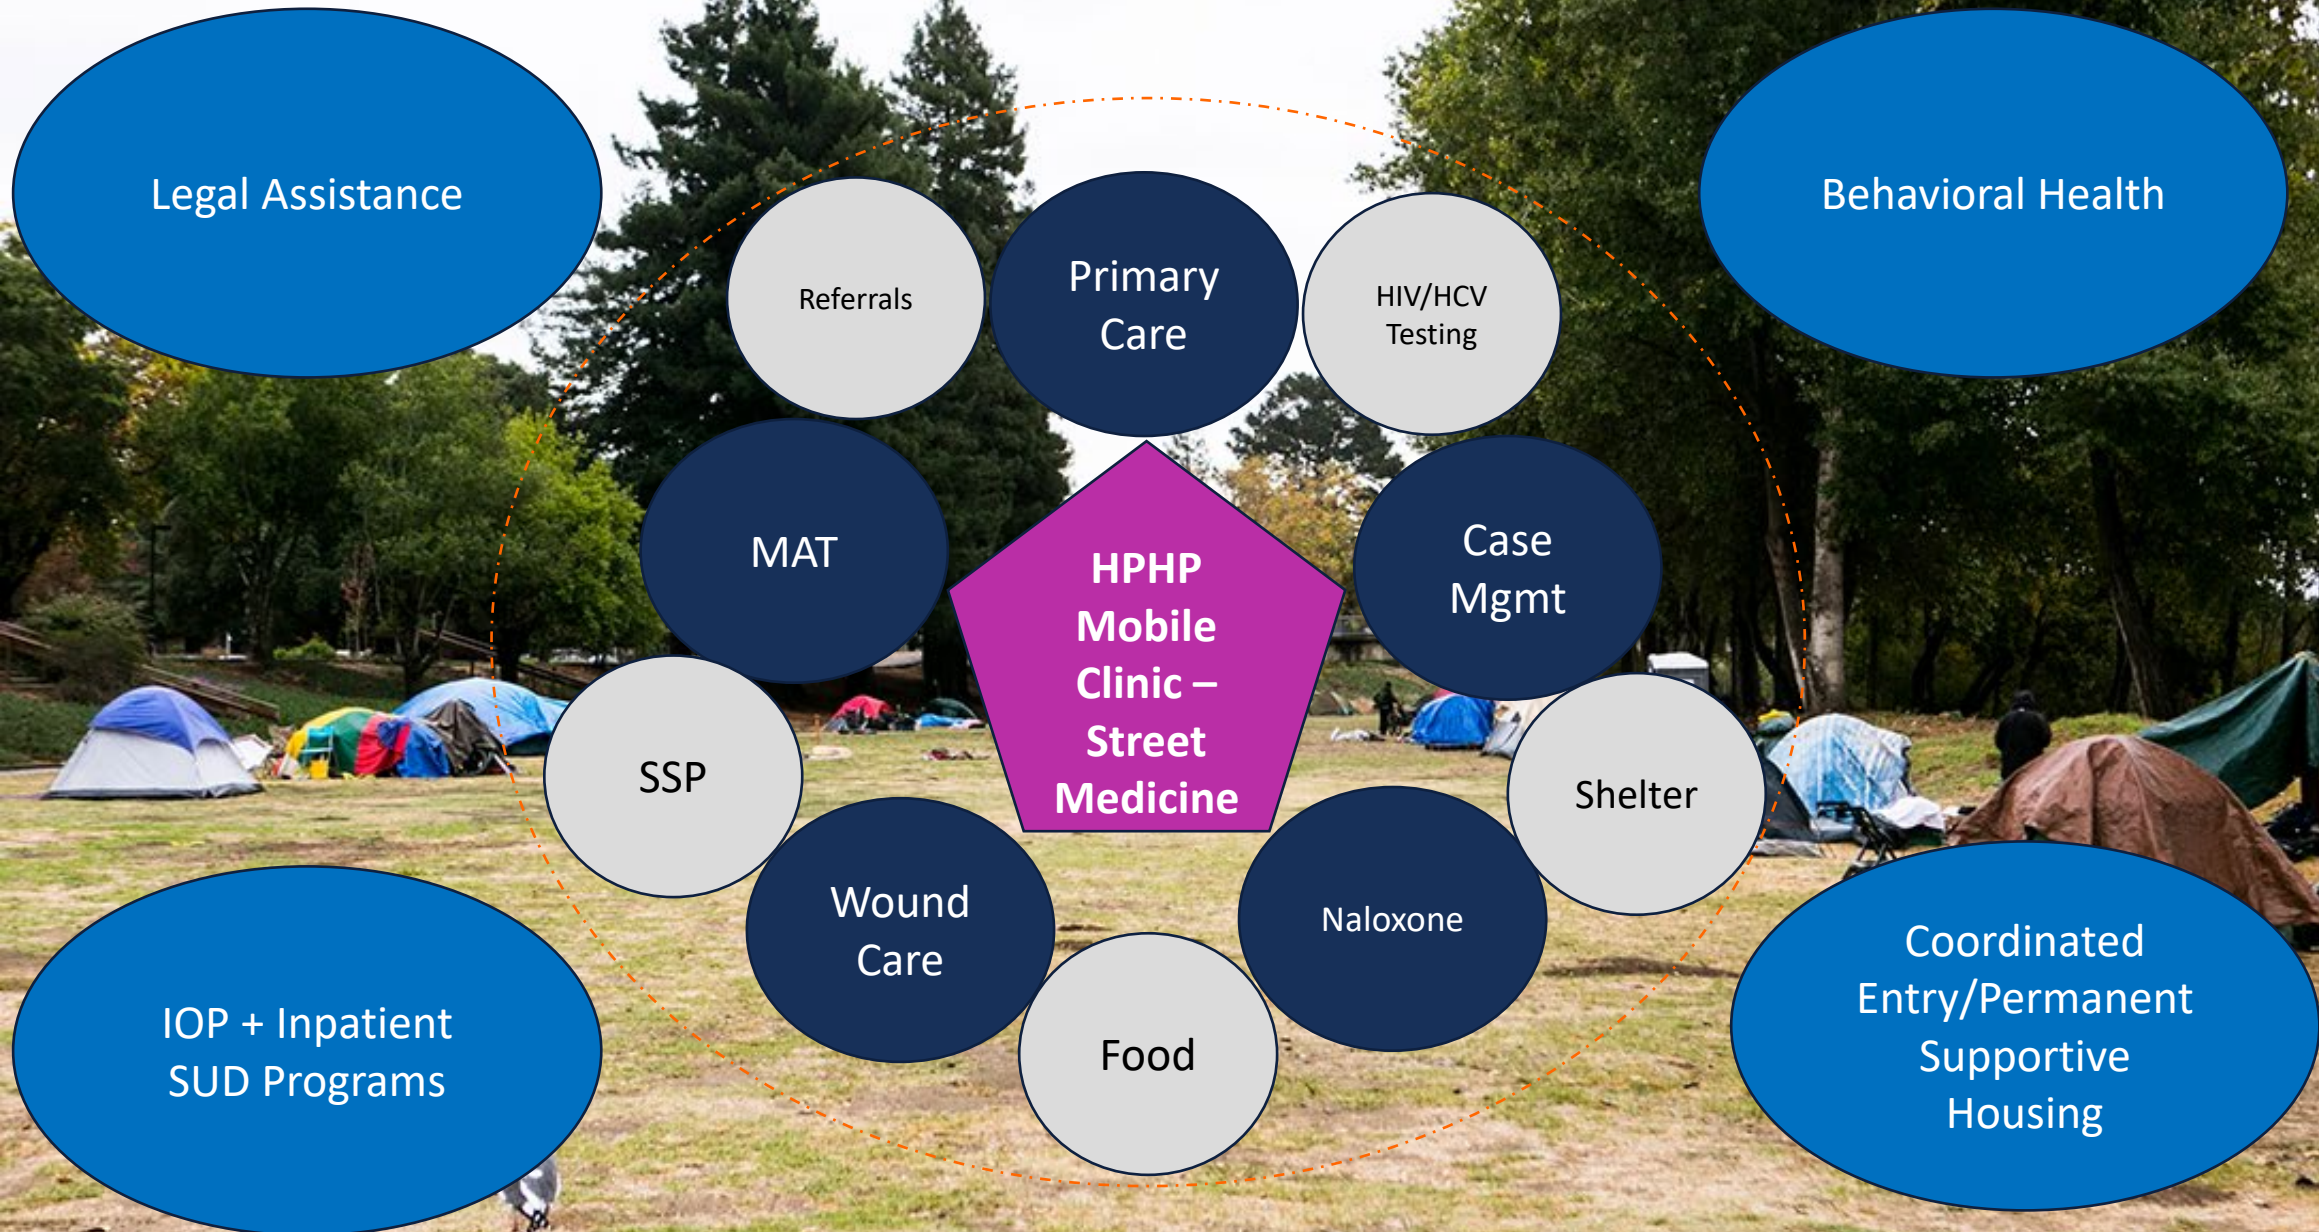 Legal Assistance
Behavioral Health
Referrals
Primary
Care
HIV/HCV
Testing
MAT
HPHP
Mobile
Clinic –
Street
Medicine
Case
Mgmt
SSP
Shelter
Wound
Care
Naloxone
Food
IOP + Inpatient
SUD Programs
Coordinated
Entry/Permanent
Supportive
Housing